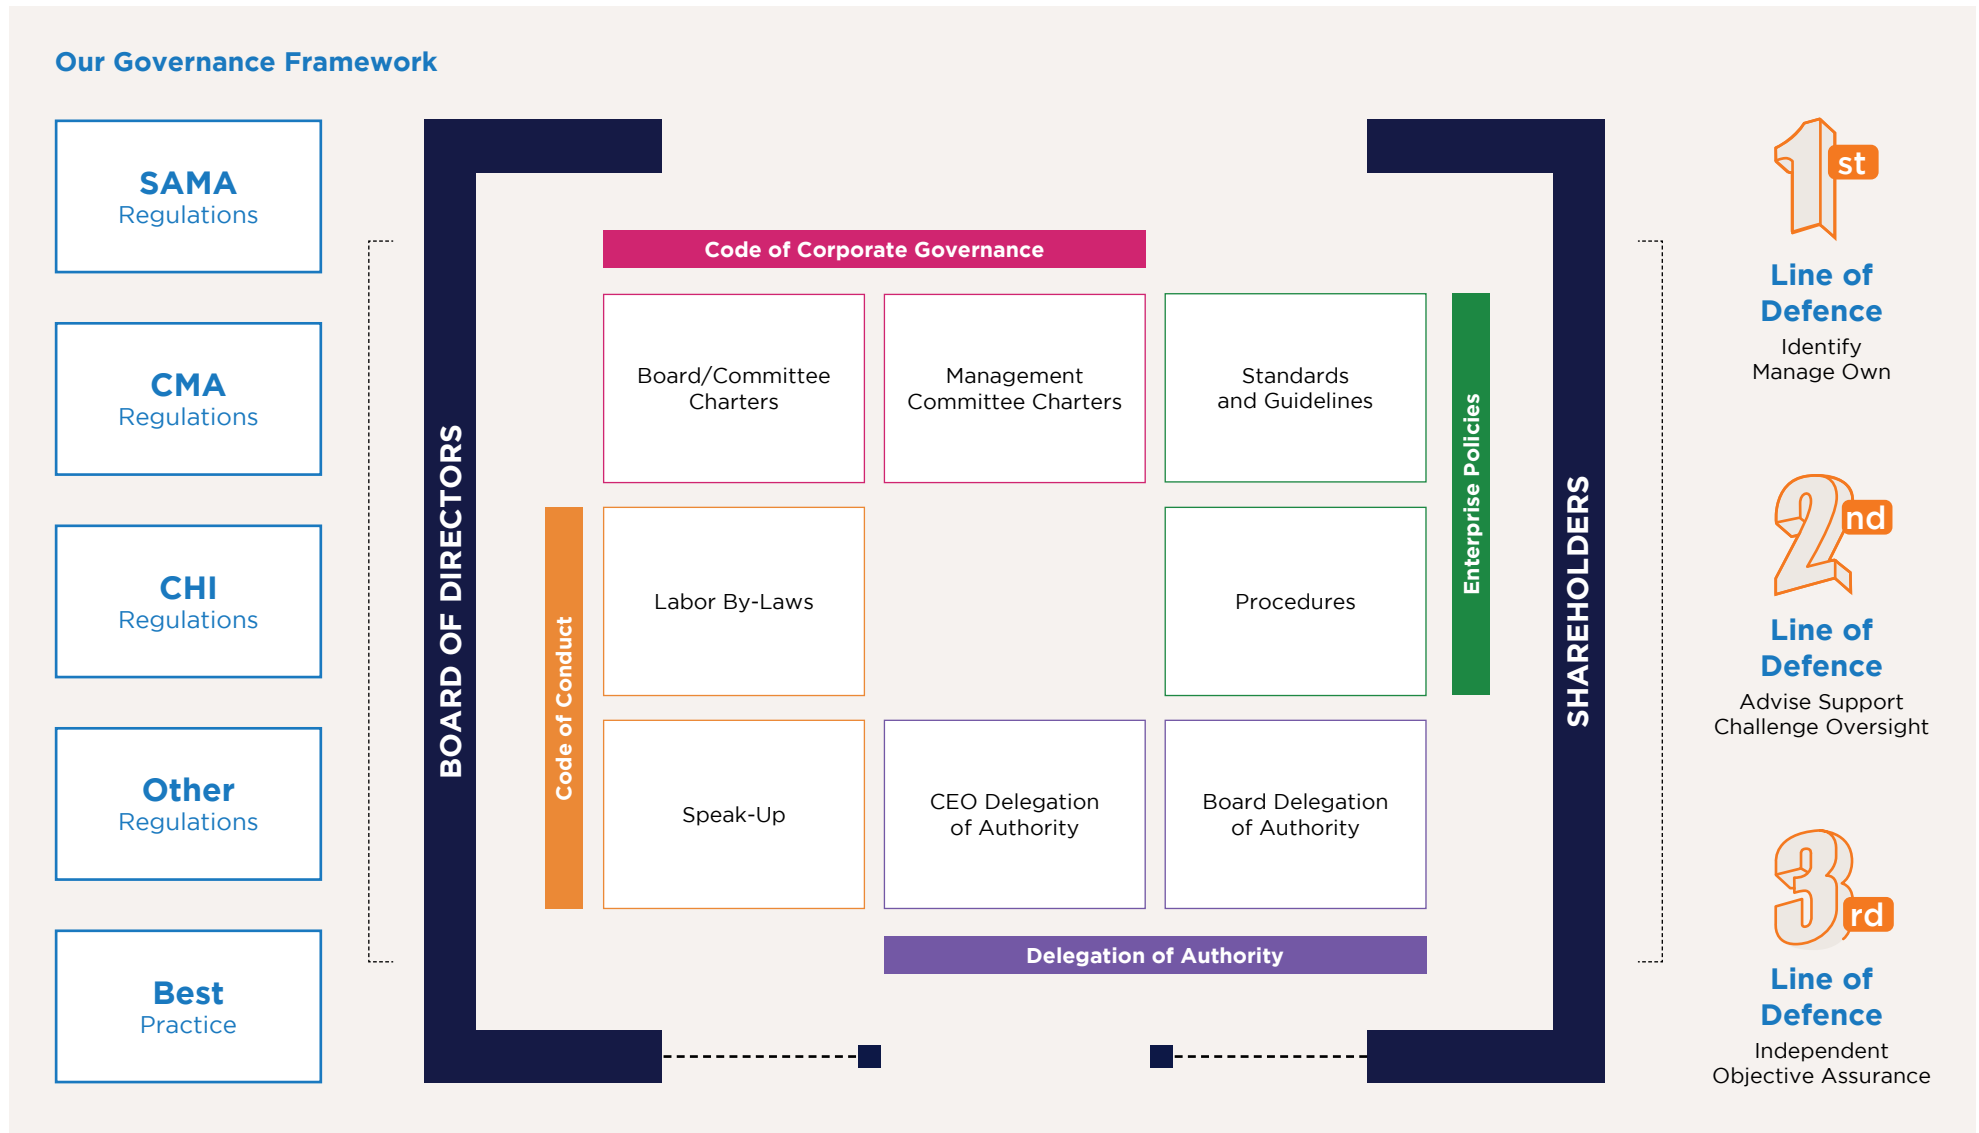 Our Governance Framework
SAMA
Regulations
CMA
Regulations
CHI
Regulations
Other
Regulations
Best
Practice
BOARD OF DIRECTORS
Code of Corporate Governance
Board/Committee
Charters
Management
Committee Charters
Standards
and Guidelines
Enterprise Policies
Code of Conduct
Labor By-Laws
Procedures
Speak-Up
CEO Delegation
of Authority
Board Delegation
of Authority
Delegation of Authority
SHAREHOLDERS
1st
Line of
Defence
Identify
Manage Own
2nd
Line of
Defence
Advise Support
Challenge Oversight
3rd
Line of
Defence
Independent
Objective Assurance